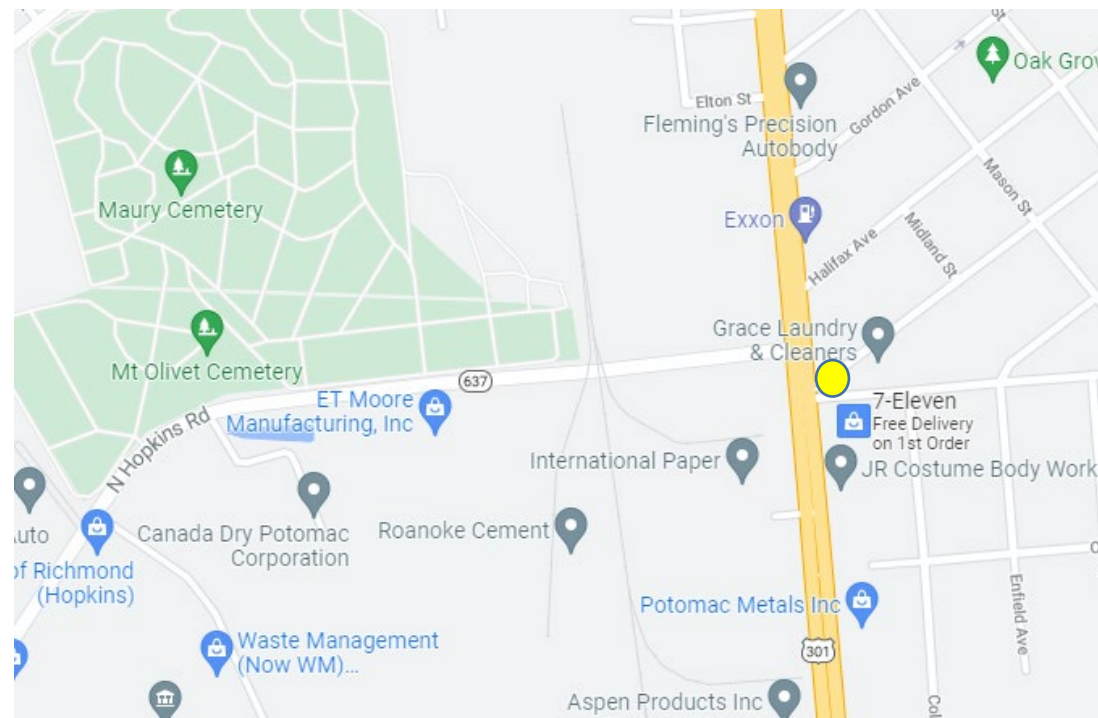 Oak Grov
Elton St
Gordon Ave
Fleming's Precision
Autobody
Mason St
Maury Cemetery
Exxon
Midland St
Halifax Ave
Grace Laundry
& Cleaners
Mt Olivet Cemetery
637
ET Moore
Manufacturing, Inc
7-Eleven
Free Delivery
on 1st Order
N Hopkins Rd
International Paper
JR Costume Body Work
uto
Canada Dry Potomac
Corporation
Roanoke Cement
of Richmond
(Hopkins)
Enfield Ave
Potomac Metals Inc
Waste Management
(Now WM)...
301
Aspen Products Inc
Col